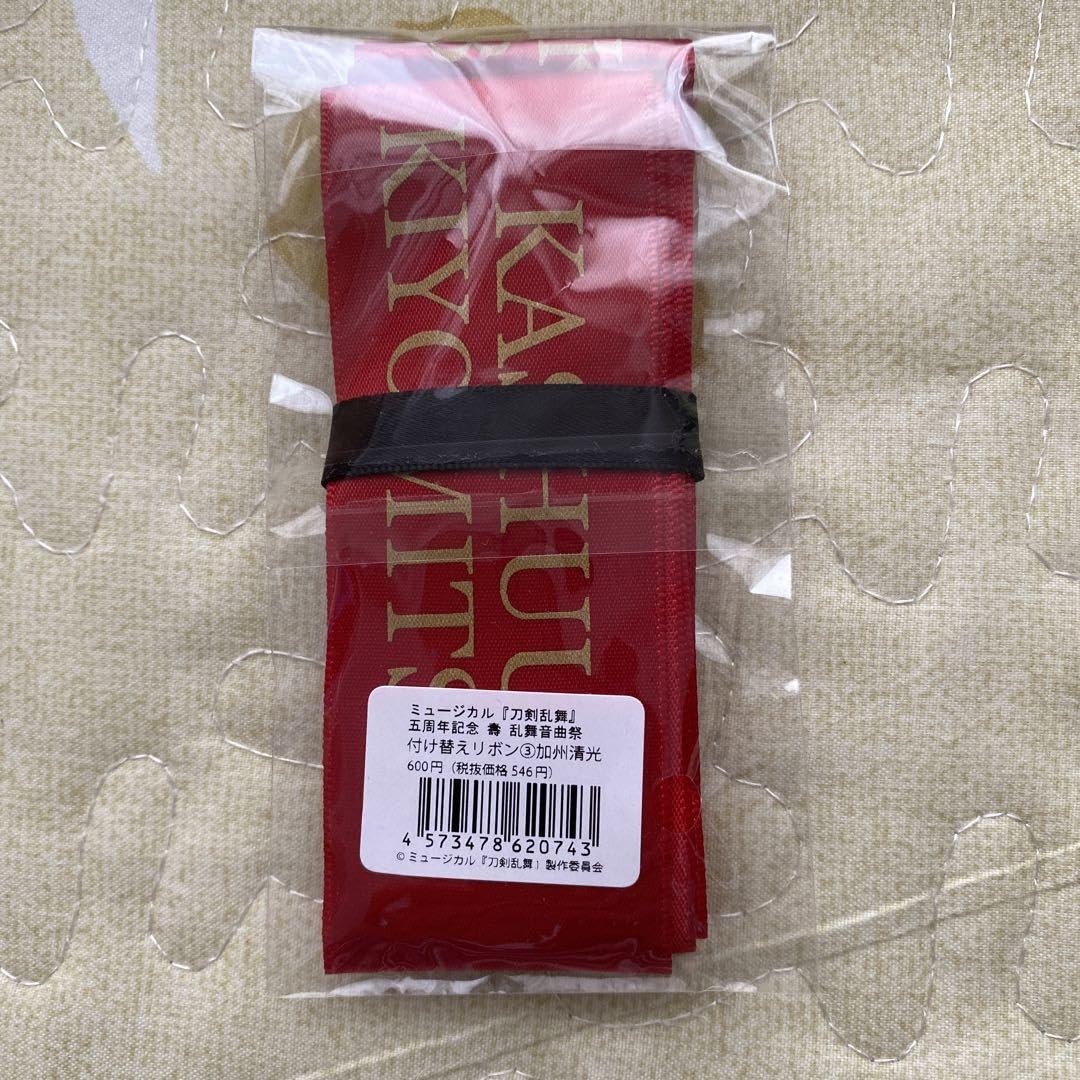 KASHUU
KIYOMITS
ミュージカル『刀剣乱舞』
五周年記念 壽 乱舞音曲祭
付け替えリボン③加州清光
600円(税抜価格546円)
4 573478 620743
©ミュージカル『刀剣乱舞』製作委員会